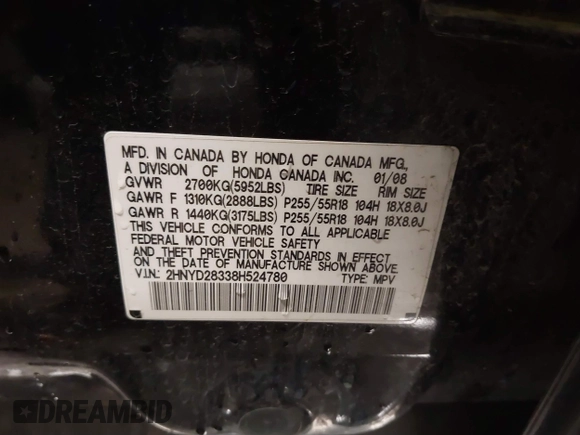 MFD. IN CANADA BY HONDA OF CANADA MFG.,
A DIVISION OF HONDA CANADA INC. 01/08
GVWR 2700KG(5952LBS) TIRE SIZE RIM SIZE
GAWR F 1310KG(2888LBS) P255/55R18 104H 18X8.0J
GAWR R 1440KG(3175LBS) P255/55R18 104H 18X8.0J
THIS VEHICLE CONFORMS TO ALL APPLICABLE
FEDERAL MOTOR VEHICLE SAFETY
AND THEFT PREVENTION STANDARDS IN EFFECT
ON THE DATE OF MANUFACTURE SHOWN ABOVE.
V.I.N.: 2HNYD28338H524780 TYPE: MPV
DREAMBID